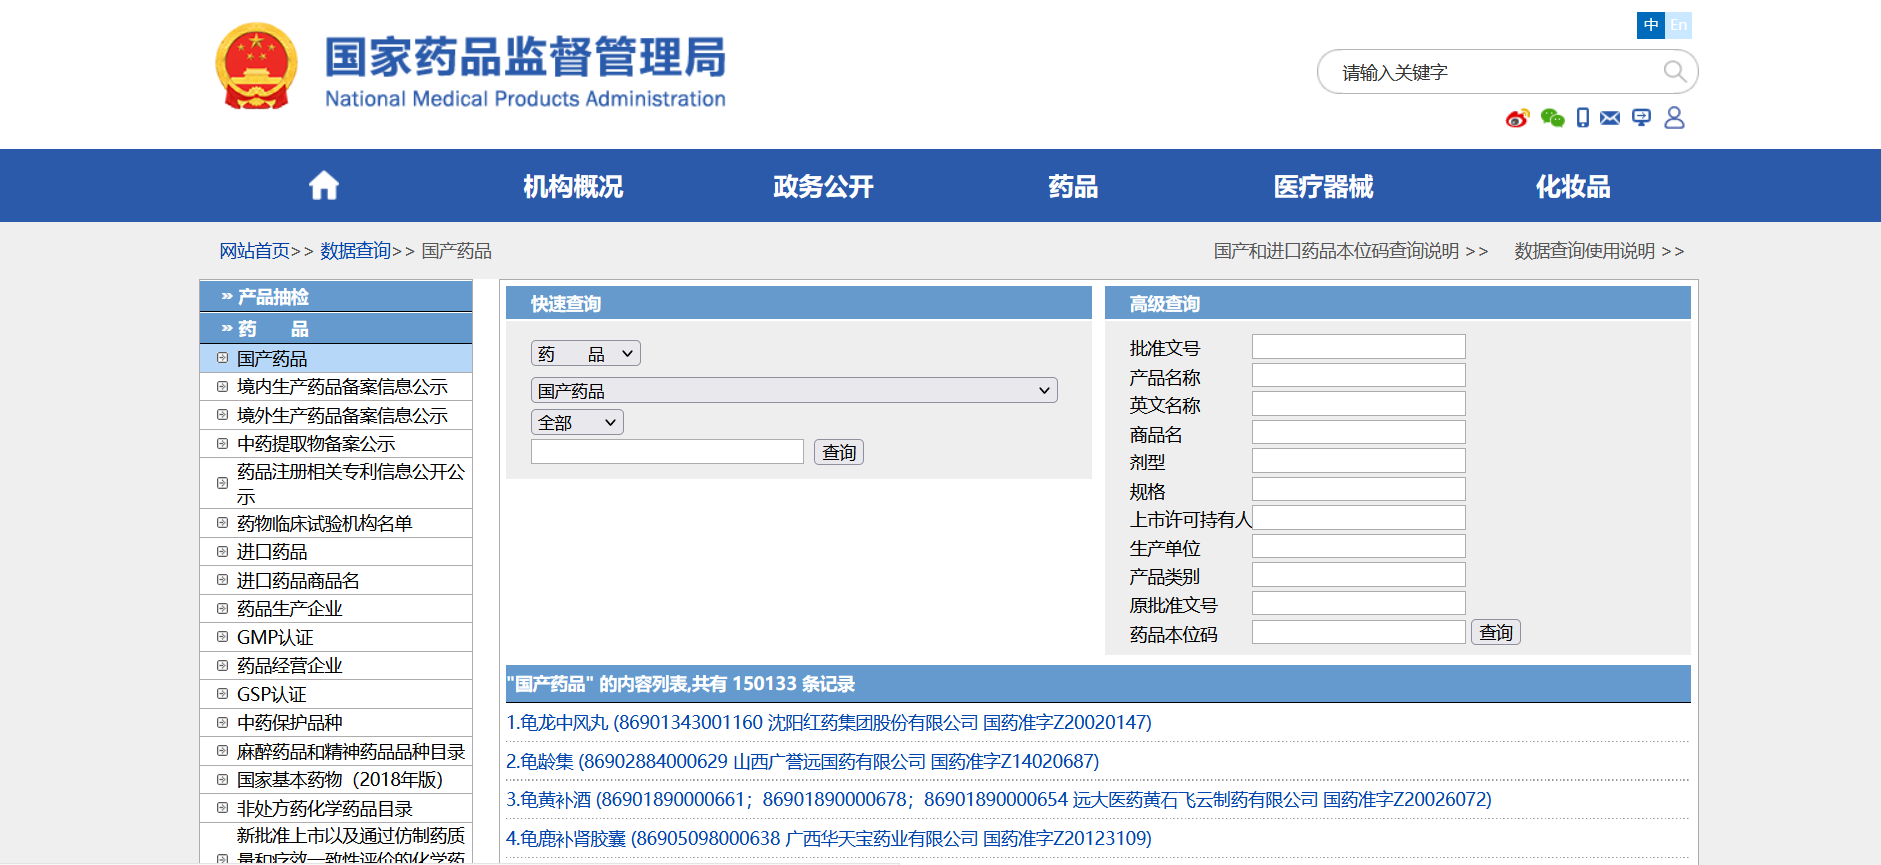 国家药品监督管理局
National Medical Products Administration
中 En
请输入关键字
机构概况 政务公开 药品 医疗器械 化妆品
网站首页>> 数据查询>> 国产药品
国产和进口药品本位码查询说明 >> 数据查询使用说明 >>
产品抽检
药 品
国产药品
境内生产药品备案信息公示
境外生产药品备案信息公示
中药提取物备案公示
药品注册相关专利信息公开公
示
药物临床试验机构名单
进口药品
进口药品商品名
药品生产企业
GMP认证
药品经营企业
GSP认证
中药保护品种
麻醉药品和精神药品品种目录
国家基本药物（2018年版）
非处方药化学药品目录
新批准上市以及通过仿制药质
量和疗效一致性评价的化学药
快速查询
药 品
国产药品
全部
查询
高级查询
批准文号
产品名称
英文名称
商品名
剂型
规格
上市许可持有人
生产单位
产品类别
原批准文号
药品本位码 查询
"国产药品" 的内容列表,共有 150133 条记录
1.龟龙中风丸 (86901343001160 沈阳红药集团股份有限公司 国药准字Z20020147)
2.龟龄集 (86902884000629 山西广誉远国药有限公司 国药准字Z14020687)
3.龟黄补酒 (86901890000661；86901890000678；86901890000654 远大医药黄石飞云制药有限公司 国药准字Z20026072)
4.龟鹿补肾胶囊 (86905098000638 广西华天宝药业有限公司 国药准字Z20123109)